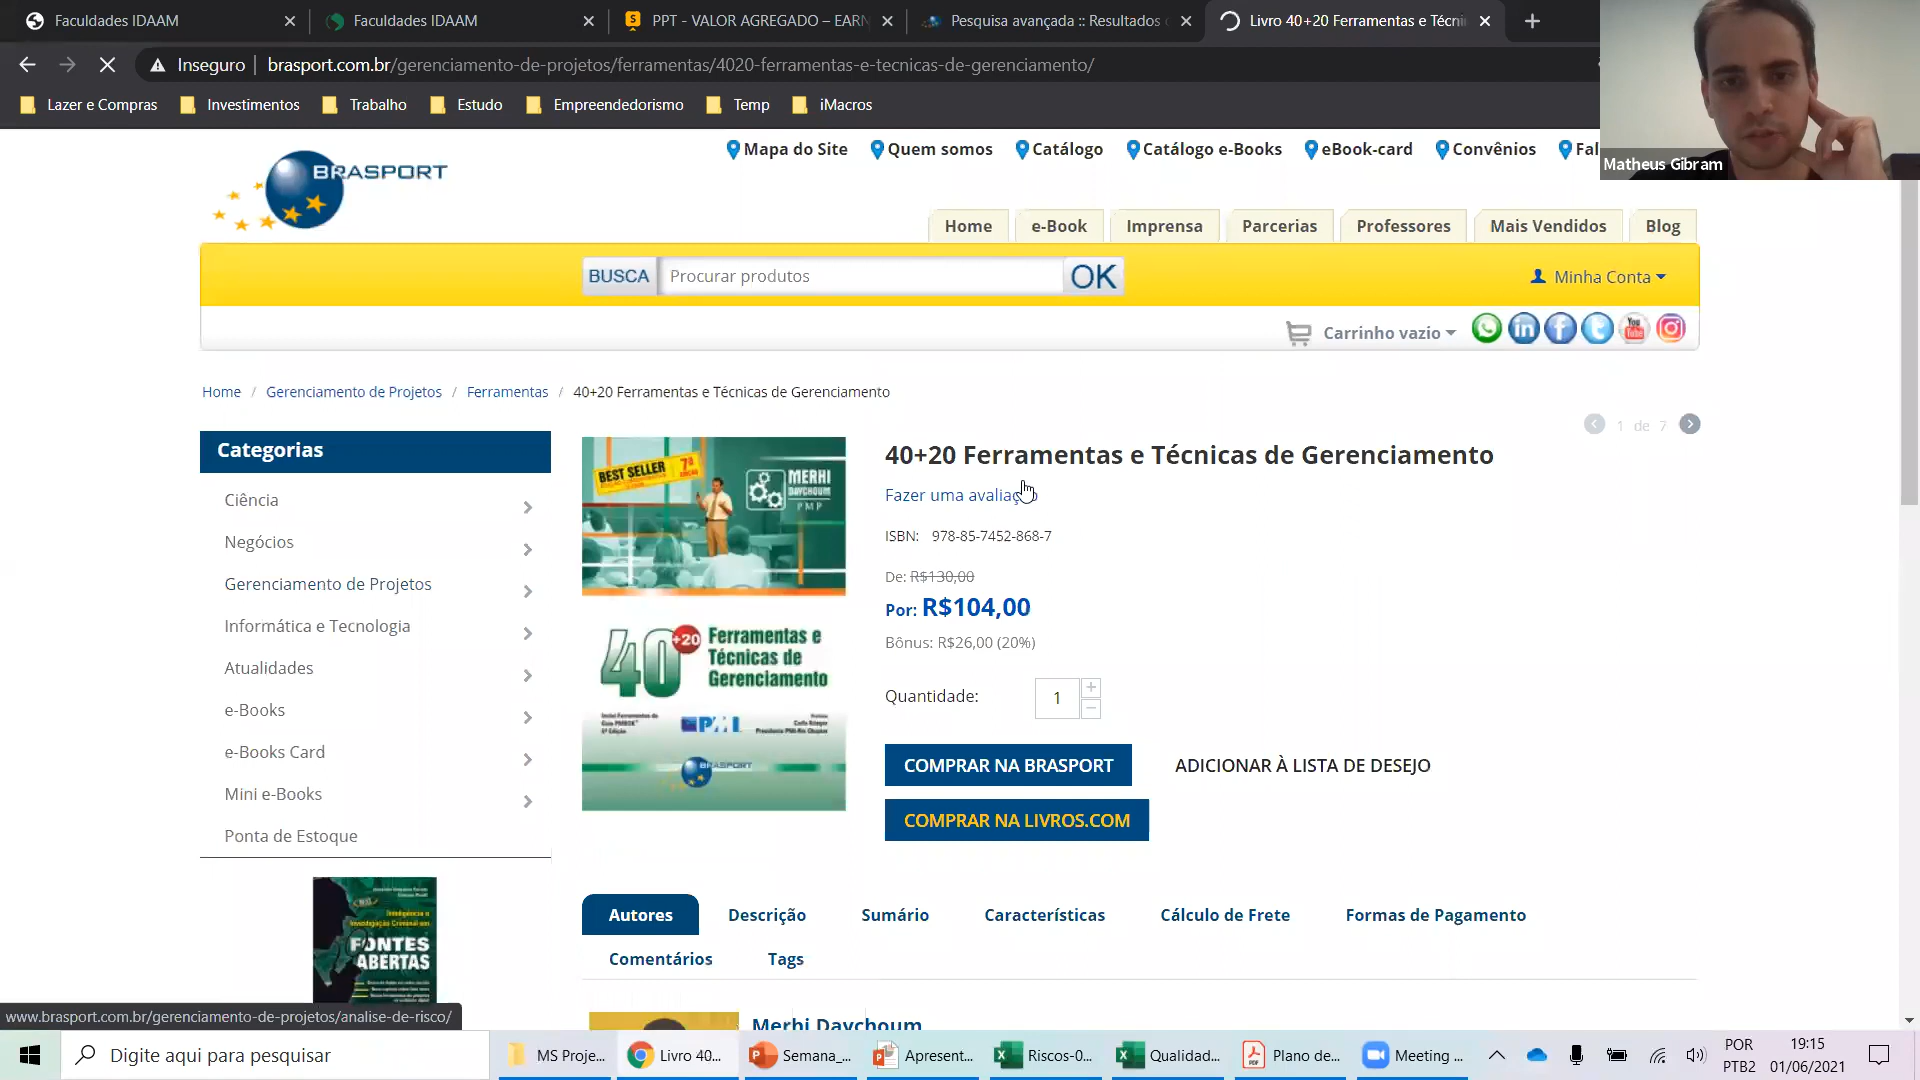 Faculdades IDAAM
Faculdades IDAAM
PPT - VALOR AGREGADO – EARN
Pesquisa avançada :: Resultados
Livro 40+20 Ferramentas e Técni
Inseguro
brasport.com.br/gerenciamento-de-projetos/ferramentas/4020-ferramentas-e-tecnicas-de-gerenciamento/
Lazer e Compras
Investimentos
Trabalho
Estudo
Empreendedorismo
Temp
iMacros
Matheus Gibram
BRASPORT
Mapa do Site
Quem somos
Catálogo
Catálogo e-Books
eBook-card
Convênios
Fal
Home
e-Book
Imprensa
Parcerias
Professores
Mais Vendidos
Blog
BUSCA
Procurar produtos
OK
Minha Conta
Carrinho vazio
Home / Gerenciamento de Projetos / Ferramentas / 40+20 Ferramentas e Técnicas de Gerenciamento
1 de 7
Categorias
Ciência
Negócios
Gerenciamento de Projetos
Informática e Tecnologia
Atualidades
e-Books
e-Books Card
Mini e-Books
Ponta de Estoque
FONTES
ABERTAS
BEST SELLER 7ª
MERHI
DAYCHOUM
PMP
40+20 Ferramentas e
Técnicas de
Gerenciamento
PMI
BRASPORT
40+20 Ferramentas e Técnicas de Gerenciamento
Fazer uma avaliação
ISBN: 978-85-7452-868-7
De: R$130,00
Por: R$104,00
Bônus: R$26,00 (20%)
Quantidade: 1
COMPRAR NA BRASPORT
ADICIONAR À LISTA DE DESEJO
COMPRAR NA LIVROS.COM
Autores
Descrição
Sumário
Características
Cálculo de Frete
Formas de Pagamento
Comentários
Tags
Merhi Daychoum
www.brasport.com.br/gerenciamento-de-projetos/analise-de-risco/
Digite aqui para pesquisar
MS Proje...
Livro 40...
Semana_...
Apresent...
Riscos-0...
Qualidad...
Plano de...
Meeting ...
POR
PTB2
19:15
01/06/2021